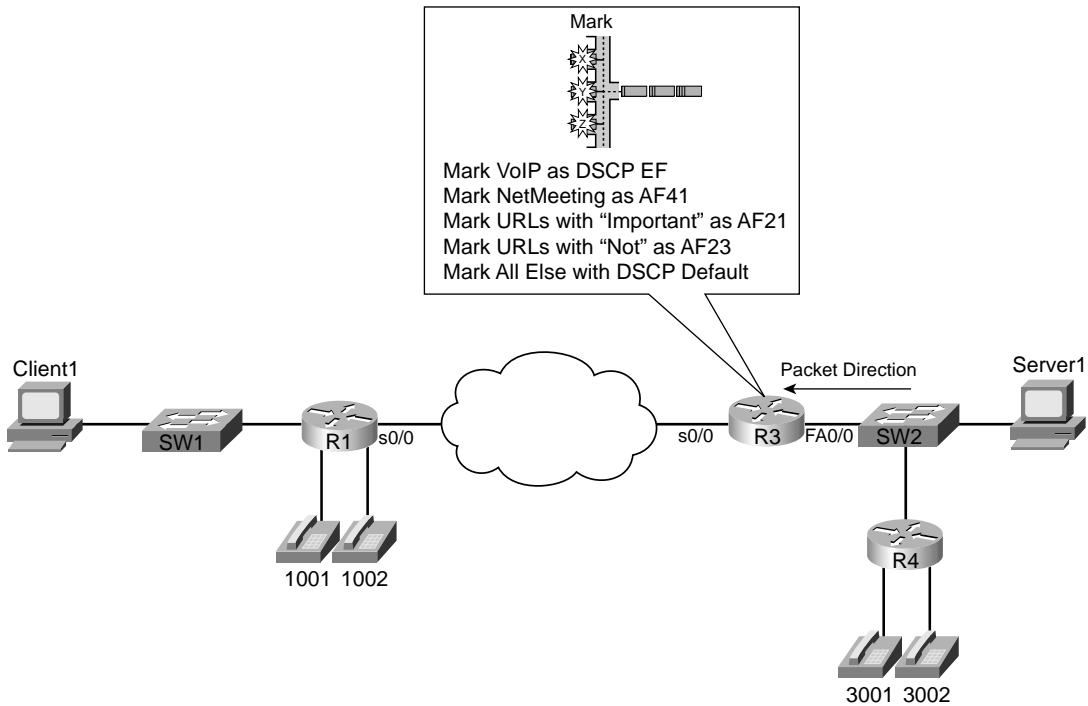 Mark
X
Y
Z
Mark VoIP as DSCP EF
Mark NetMeeting as AF41
Mark URLs with “Important” as AF21
Mark URLs with “Not” as AF23
Mark All Else with DSCP Default
Client1
Packet Direction
Server1
SW1
R1
s0/0
s0/0
R3
FA0/0
SW2
R4
1001 1002
3001 3002